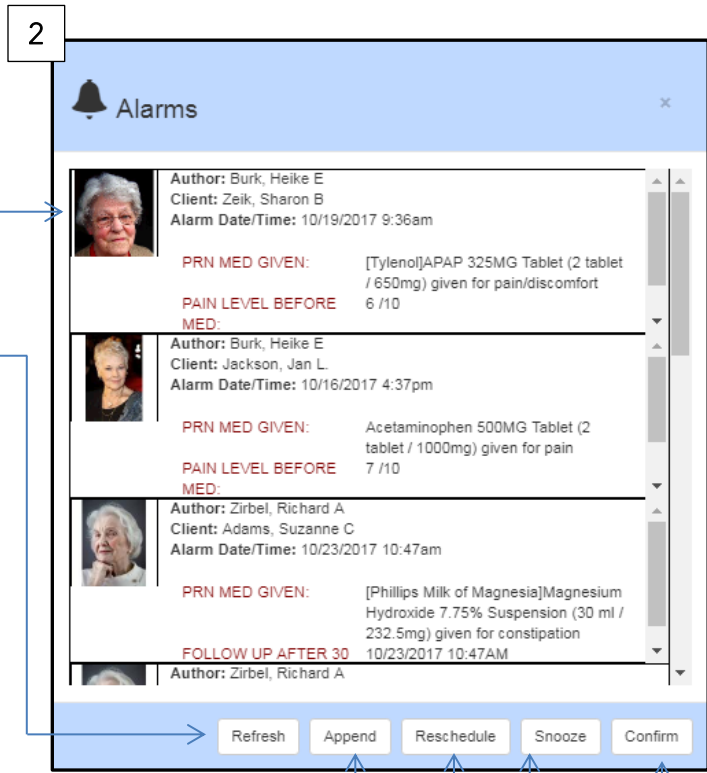 2
Alarms
×
Author: Burk, Heike E
Client: Zeik, Sharon B
Alarm Date/Time: 10/19/2017 9:36am
PRN MED GIVEN: [Tylenol]APAP 325MG Tablet (2 tablet
/ 650mg) given for pain/discomfort
PAIN LEVEL BEFORE 6 /10
MED:
Author: Burk, Heike E
Client: Jackson, Jan L.
Alarm Date/Time: 10/16/2017 4:37pm
PRN MED GIVEN: Acetaminophen 500MG Tablet (2
tablet / 1000mg) given for pain
PAIN LEVEL BEFORE 7 /10
MED:
Author: Zirbel, Richard A
Client: Adams, Suzanne C
Alarm Date/Time: 10/23/2017 10:47am
PRN MED GIVEN: [Phillips Milk of Magnesia]Magnesium
Hydroxide 7.75% Suspension (30 ml /
232.5mg) given for constipation
FOLLOW UP AFTER 30 10/23/2017 10:47AM
Author: Zirbel, Richard A
Refresh Append Reschedule Snooze Confirm